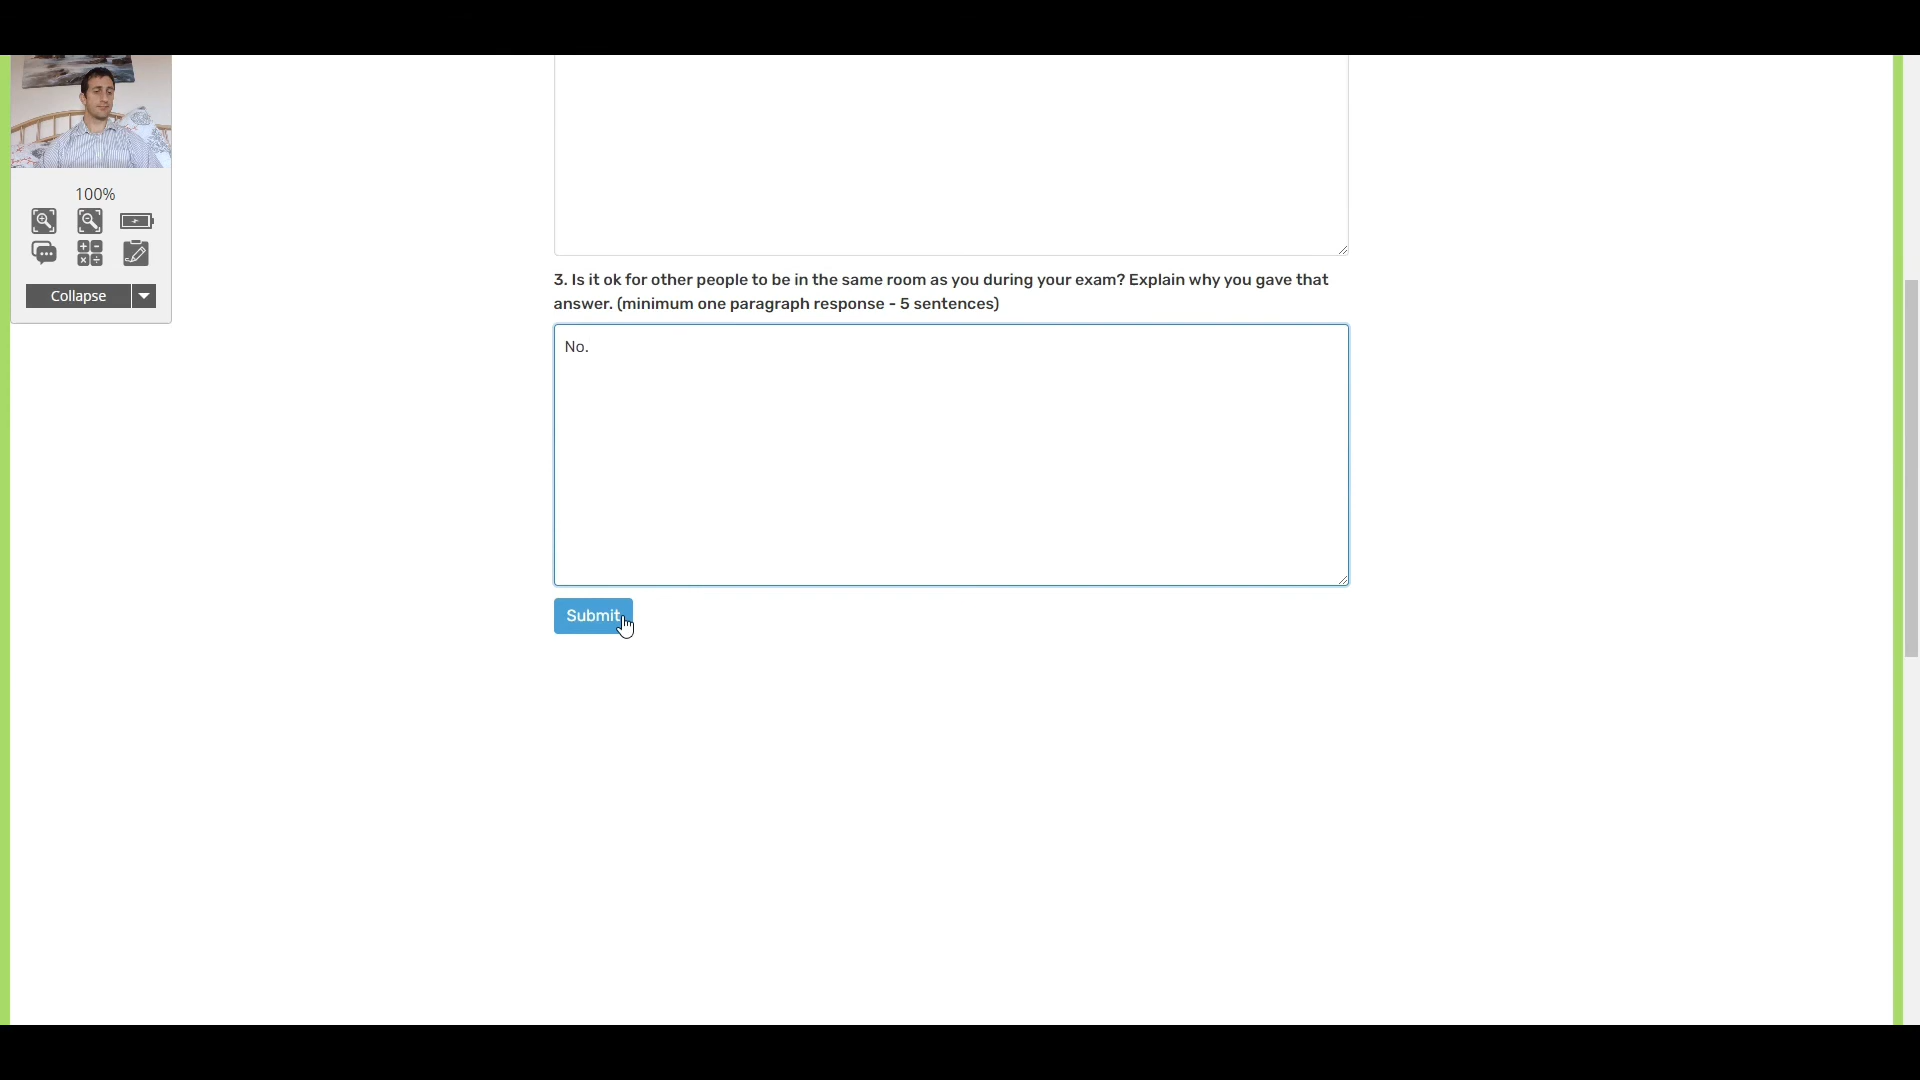 100%
Collapse
3. Is it ok for other people to be in the same room as you during your exam? Explain why you gave that
answer. (minimum one paragraph response - 5 sentences)
No.
Submit